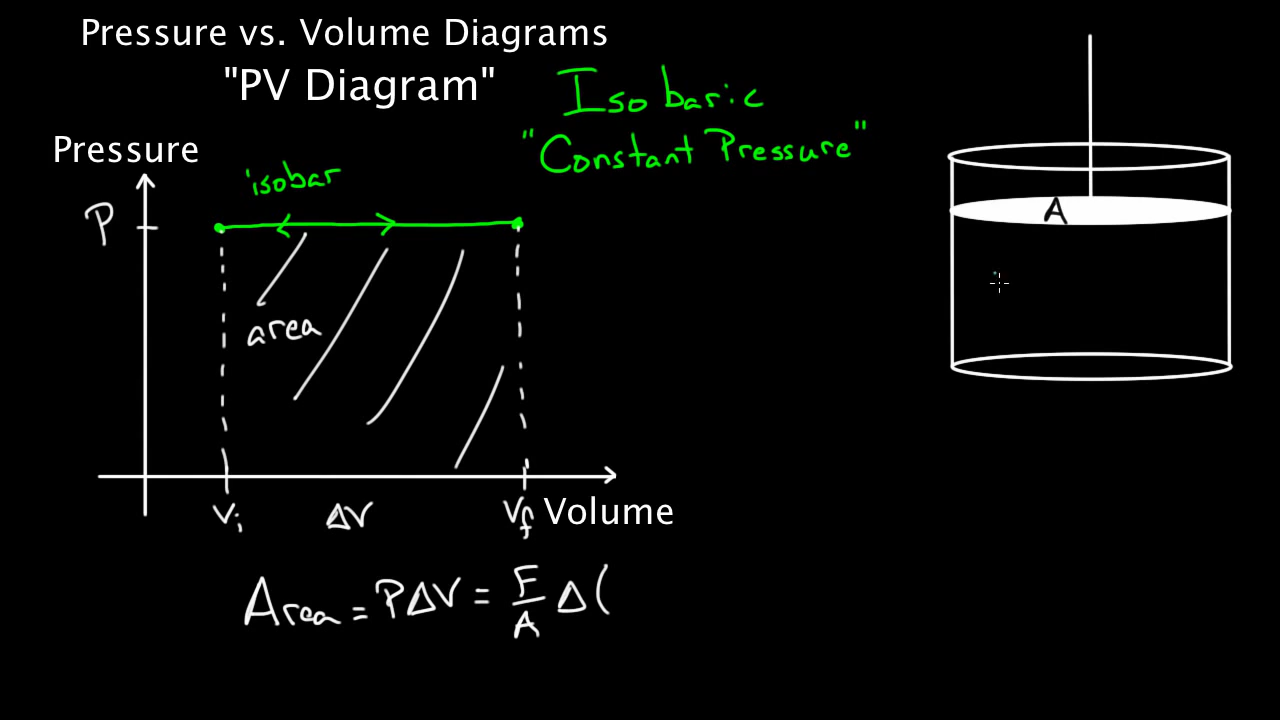 Pressure vs. Volume Diagrams
"PV Diagram"
Isobaric
"Constant Pressure"
Pressure
isobar
P
A
area
Vi
ΔV
Vf
Volume
Area = PΔV = F/A Δ(